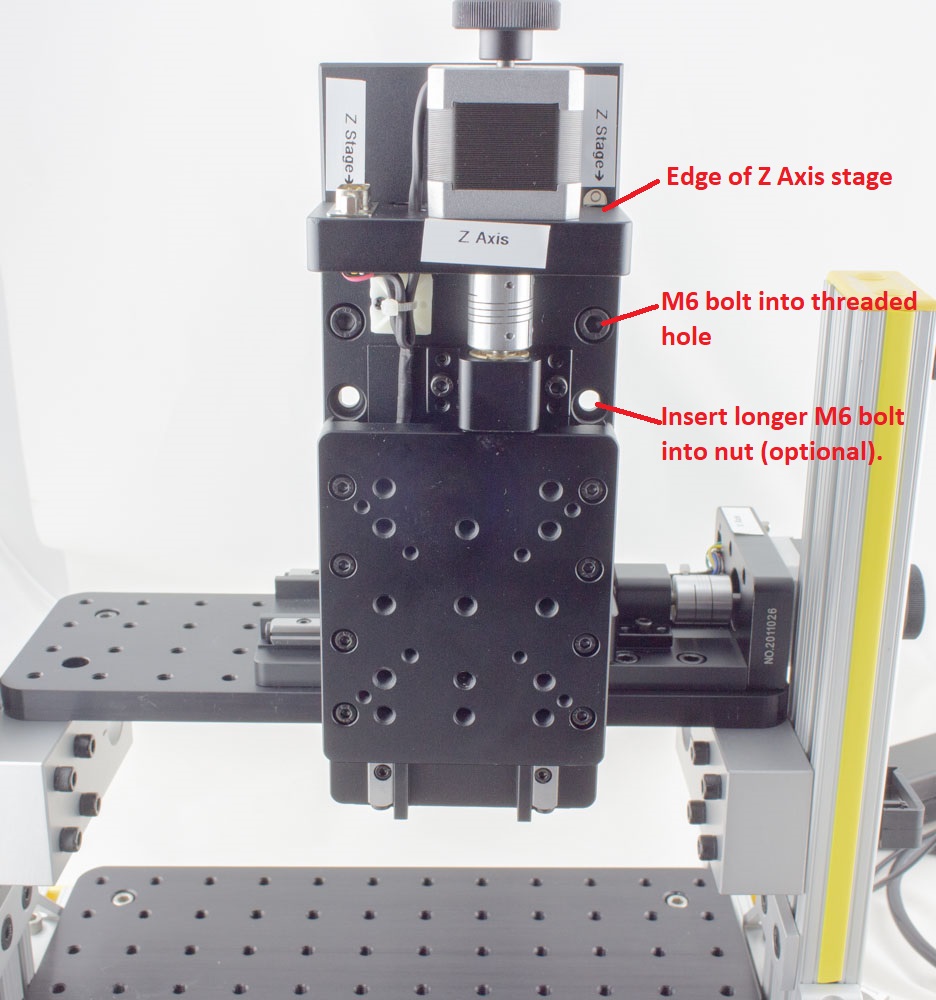 Z Stage→
Z Stage→
Edge of Z Axis stage
Z Axis
M6 bolt into threaded
hole
Insert longer M6 bolt
into nut (optional).
NO.2011026